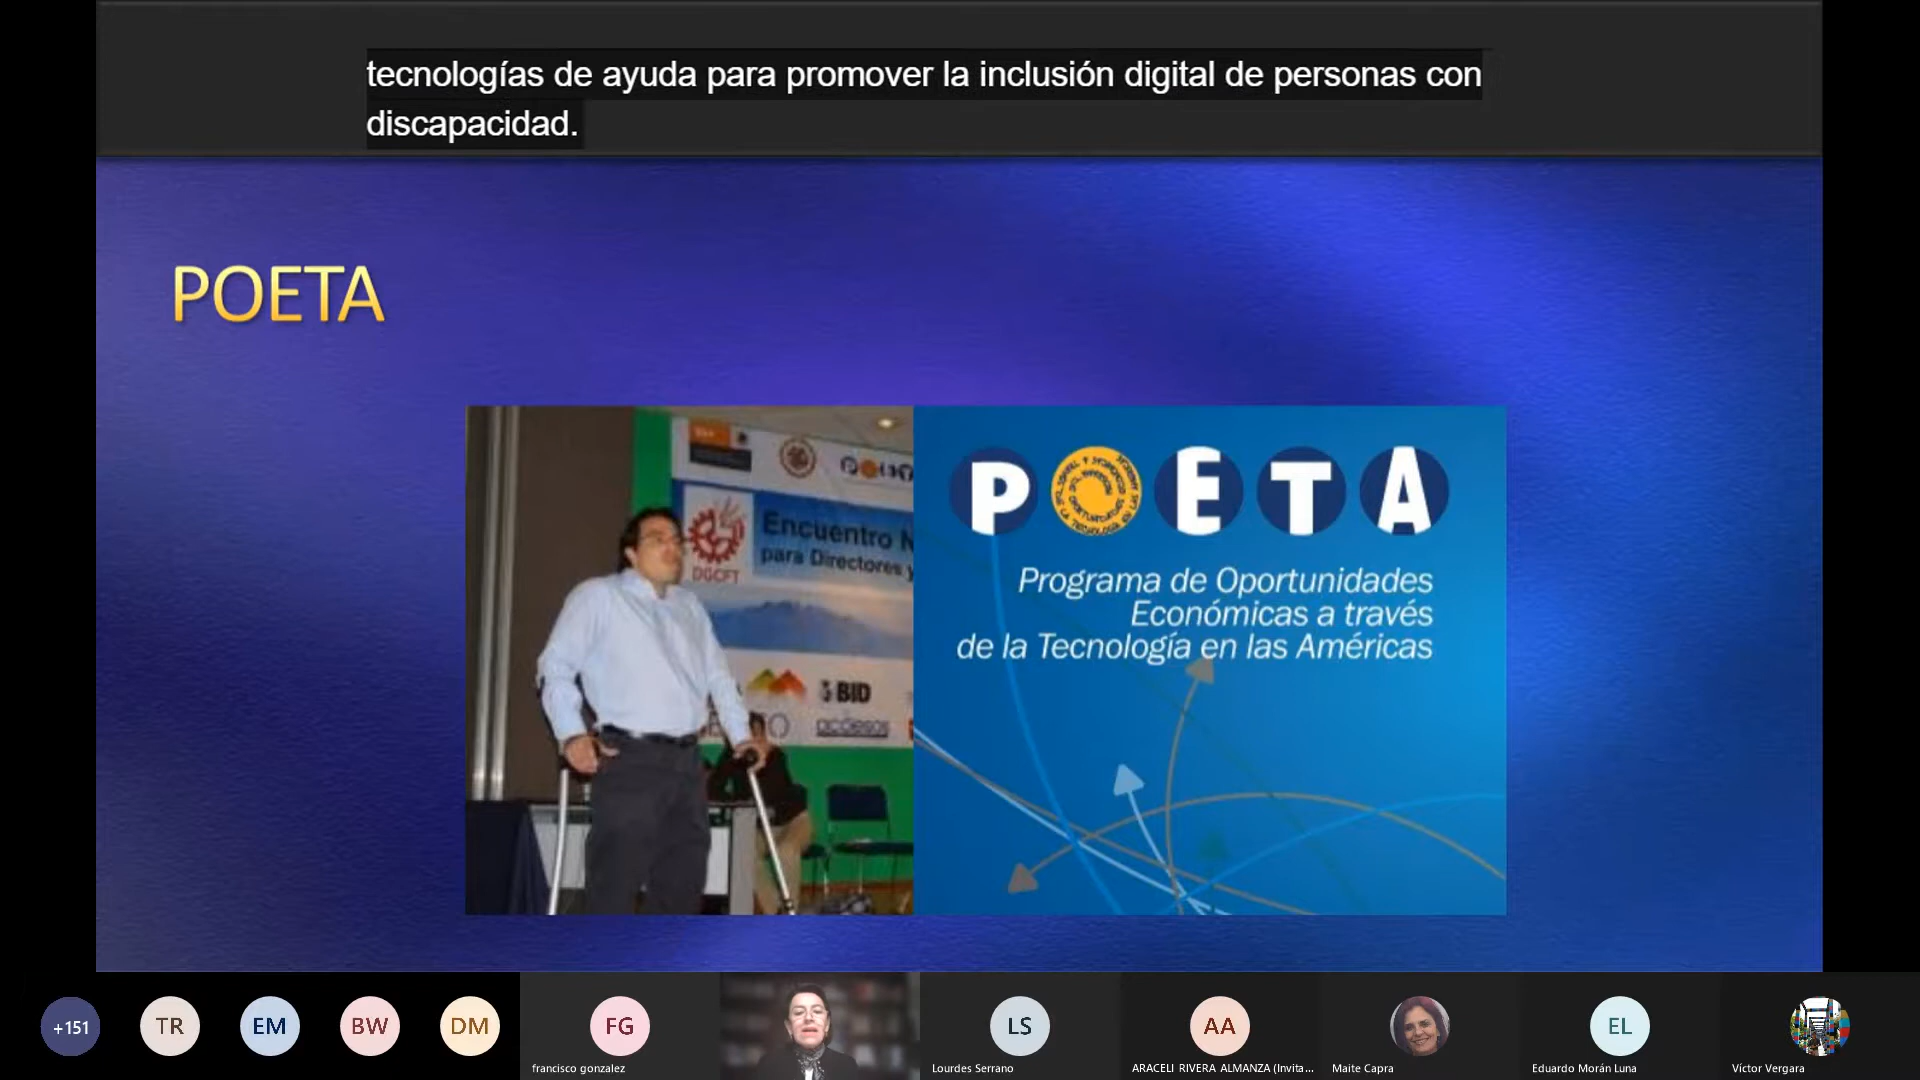 tecnologías de ayuda para promover la inclusión digital de personas con
discapacidad.
POETA
Encuentro
para Directores y
DGCFT
BID
POETA
Programa de Oportunidades
Económicas a través
de la Tecnología en las Américas
+151
TR
EM
BW
DM
FG
francisco gonzalez
LS
Lourdes Serrano
AA
ARACELI RIVERA ALMANZA (Invita...
Maite Capra
EL
Eduardo Morán Luna
Víctor Vergara